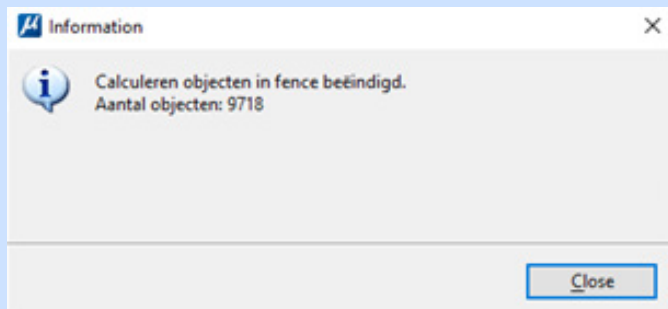 Information
Calculeren objecten in fence beëindigd.
Aantal objecten: 9718
Close